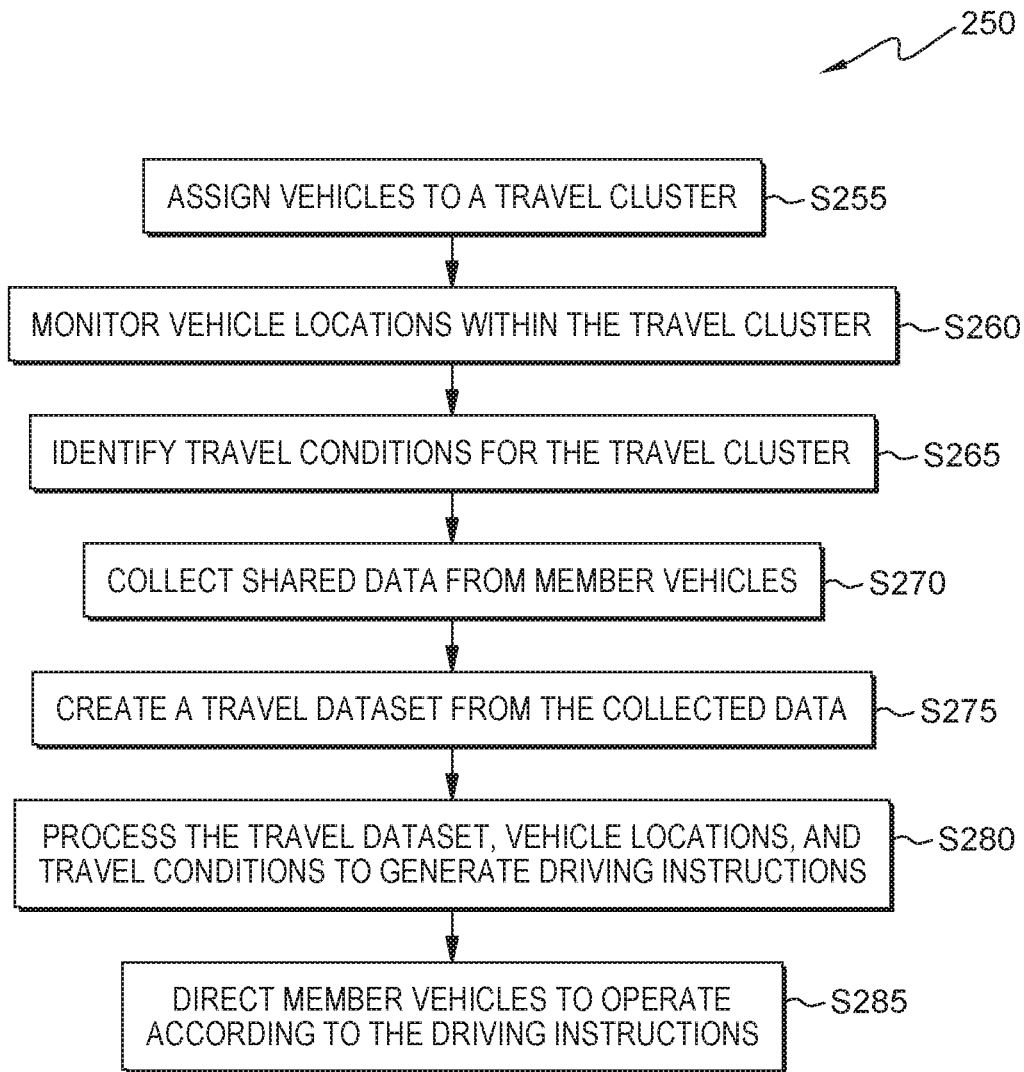 250
ASSIGN VEHICLES TO A TRAVEL CLUSTER
S255
MONITOR VEHICLE LOCATIONS WITHIN THE TRAVEL CLUSTER
S260
IDENTIFY TRAVEL CONDITIONS FOR THE TRAVEL CLUSTER
S265
COLLECT SHARED DATA FROM MEMBER VEHICLES
S270
CREATE A TRAVEL DATASET FROM THE COLLECTED DATA
S275
PROCESS THE TRAVEL DATASET, VEHICLE LOCATIONS, AND
TRAVEL CONDITIONS TO GENERATE DRIVING INSTRUCTIONS
S280
DIRECT MEMBER VEHICLES TO OPERATE
ACCORDING TO THE DRIVING INSTRUCTIONS
S285